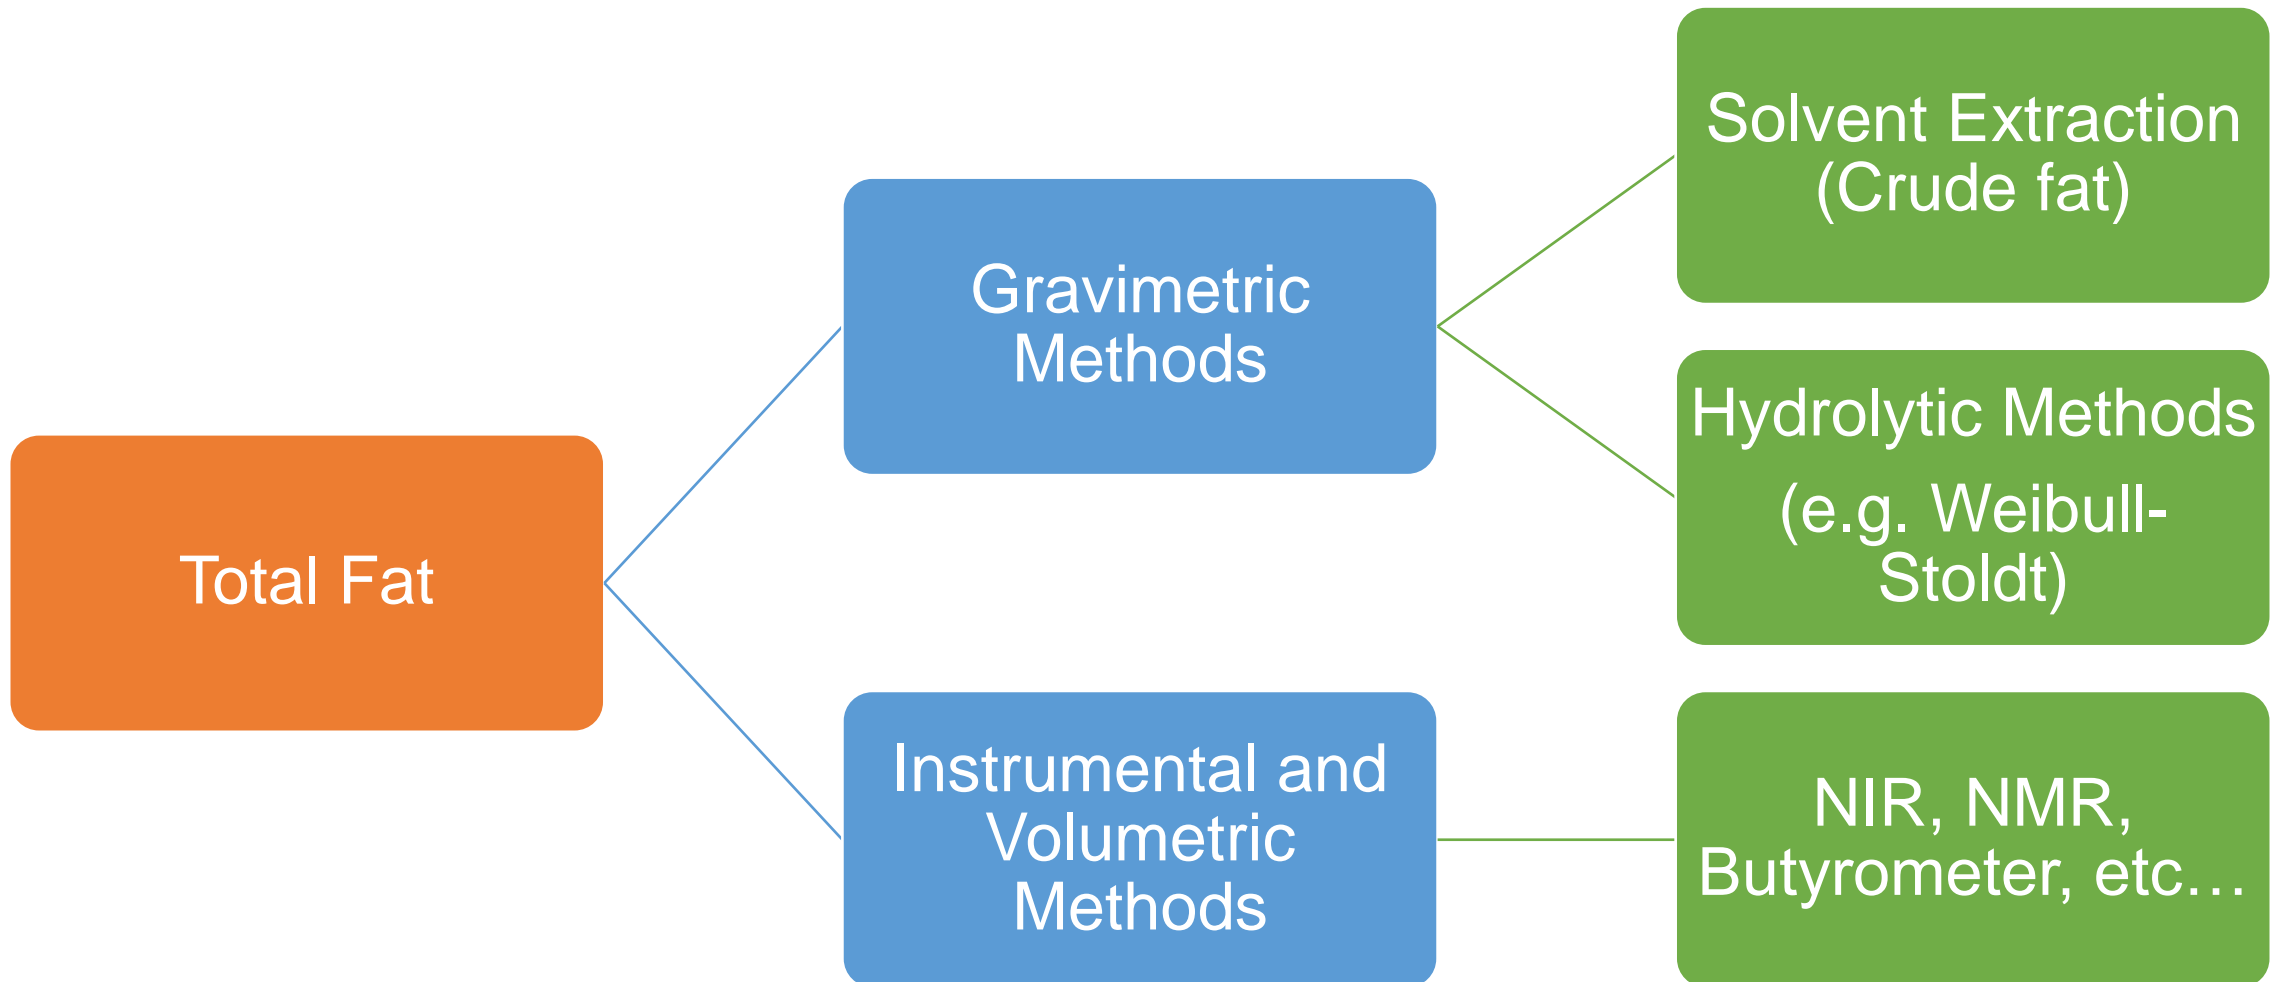 Total Fat
Gravimetric
Methods
Instrumental and
Volumetric
Methods
Solvent Extraction
(Crude fat)
Hydrolytic Methods
(e.g. Weibull-
Stoldt)
NIR, NMR,
Butyrometer, etc…